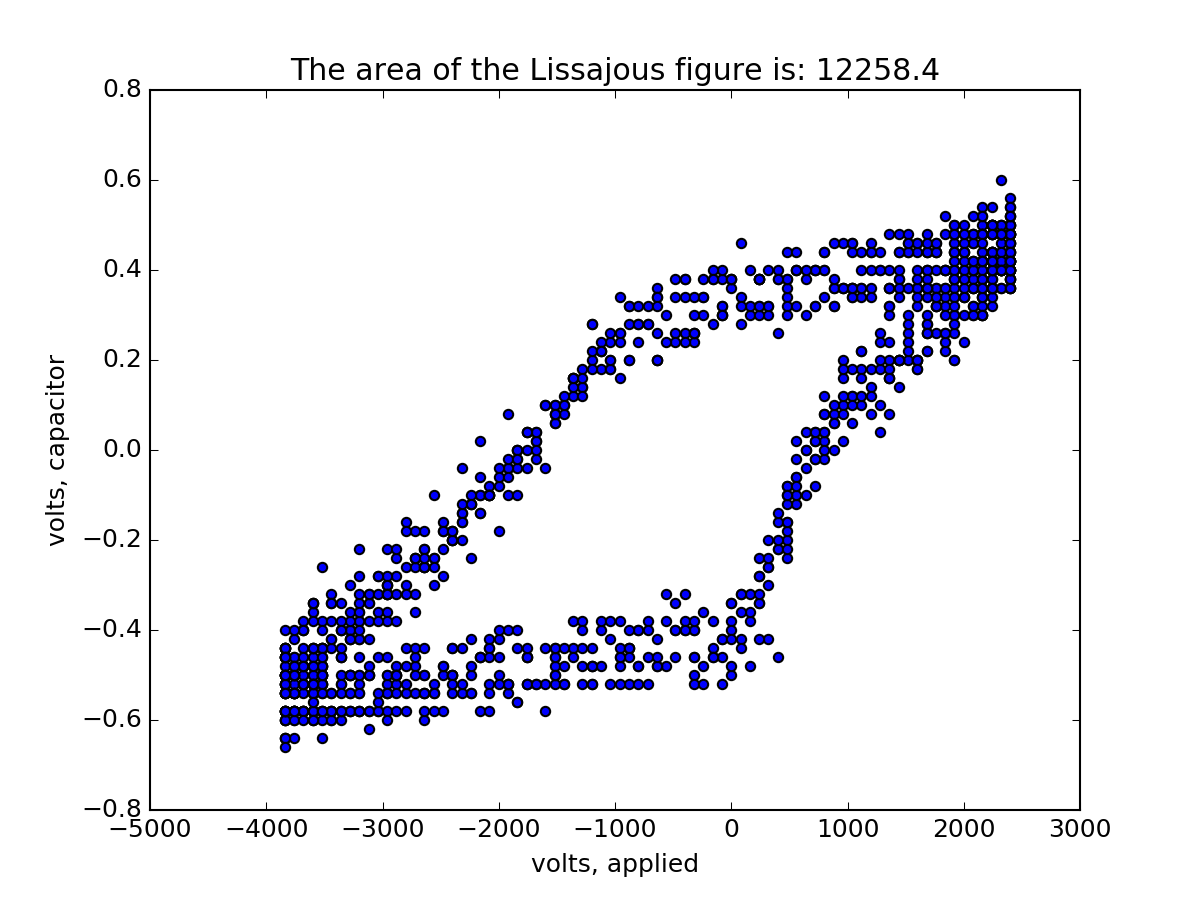 The area of the Lissajous figure is: 12258.4
0.8
0.6
0.4
0.2
0.0
−0.2
−0.4
−0.6
−0.8
volts, capacitor
−5000 −4000 −3000 −2000 −1000 0 1000 2000 3000
volts, applied